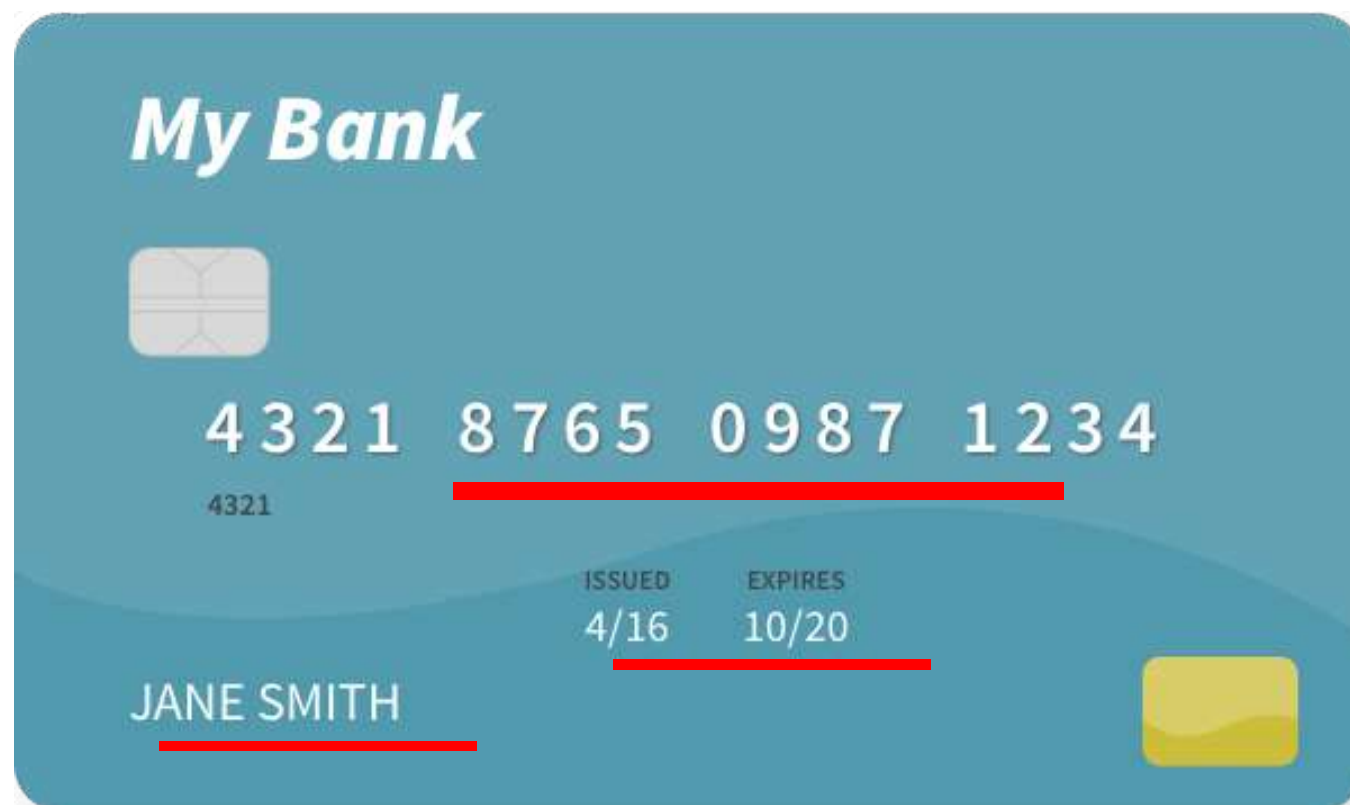 My Bank
4321 8765 0987 1234
4321
ISSUED EXPIRES
4/16 10/20
JANE SMITH